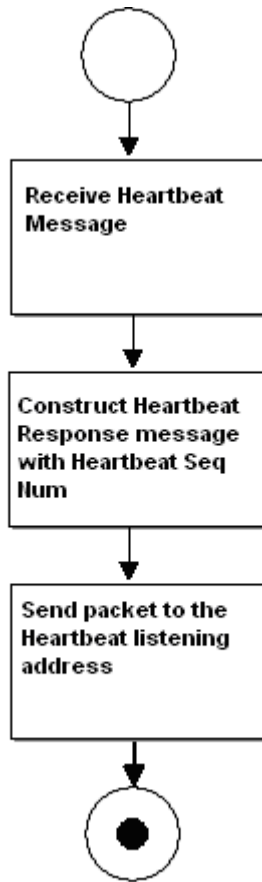 Receive Heartbeat
Message
Construct Heartbeat
Response message
with Heartbeat Seq
Num
Send packet to the
Heartbeat listening
address